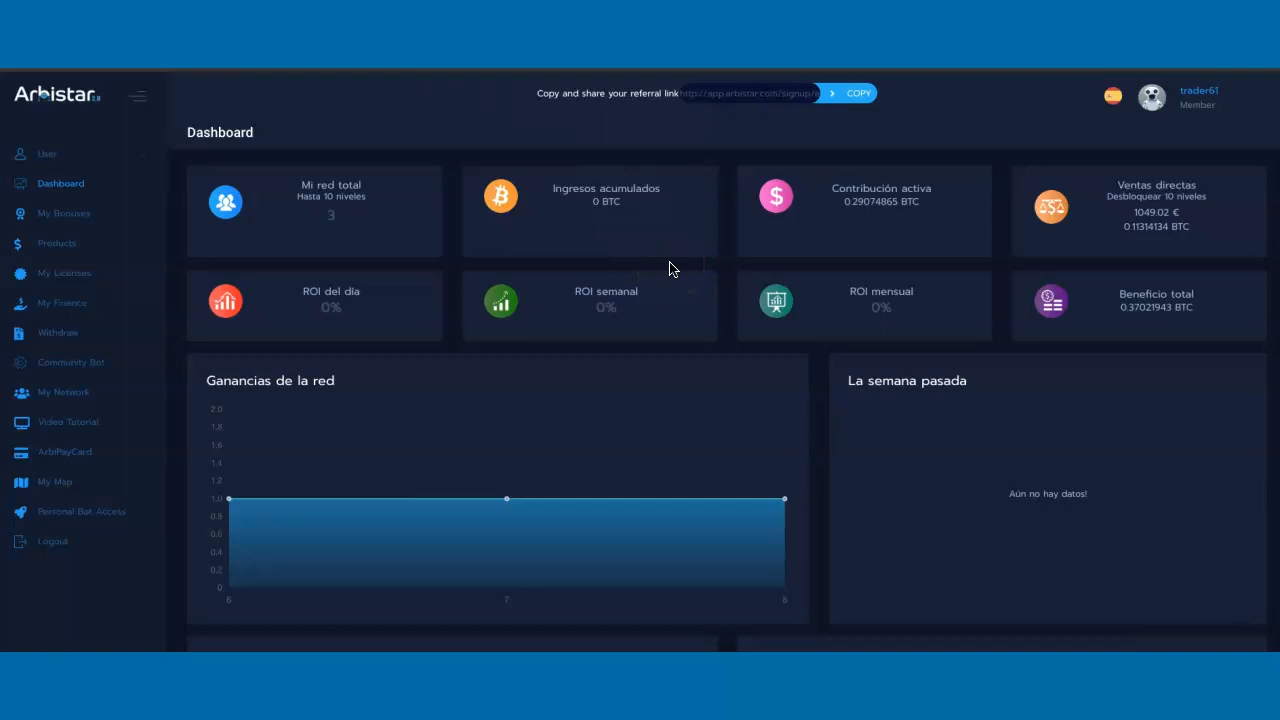 Arbistar 2.0
Copy and share your referral link
http://app.arbistar.com/signup/
COPY
trader61
Member
Dashboard
User
Dashboard
My Bonuses
Products
My Licenses
My Finance
Withdraw
Community Bot
My Network
Video Tutorial
ArbiPayCard
My Map
Personal Bot Access
Logout
Mi red total
Hasta 10 niveles
3
Ingresos acumulados
0 BTC
Contribución activa
0.29074865 BTC
Ventas directas
Desbloquear 10 niveles
1049.02 €
0.11314134 BTC
ROI del día
0%
ROI semanal
0%
ROI mensual
0%
Beneficio total
0.37021943 BTC
Ganancias de la red
2.0
1.8
1.6
1.4
1.2
1.0
0.8
0.6
0.4
0.2
0
6 7 8
La semana pasada
Aún no hay datos!